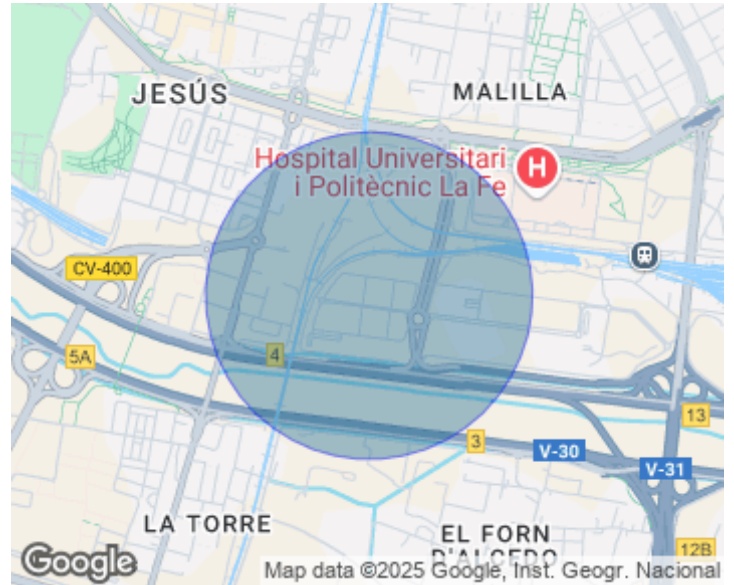 JESÚS
MALILLA
Hospital Universitari
i Politècnic La Fe
H
CV-400
5A
4
13
3
V-30
V-31
LA TORRE
EL FORN
D'ALCEDO
12B
Google
Map data ©2025 Google, Inst. Geogr. Nacional